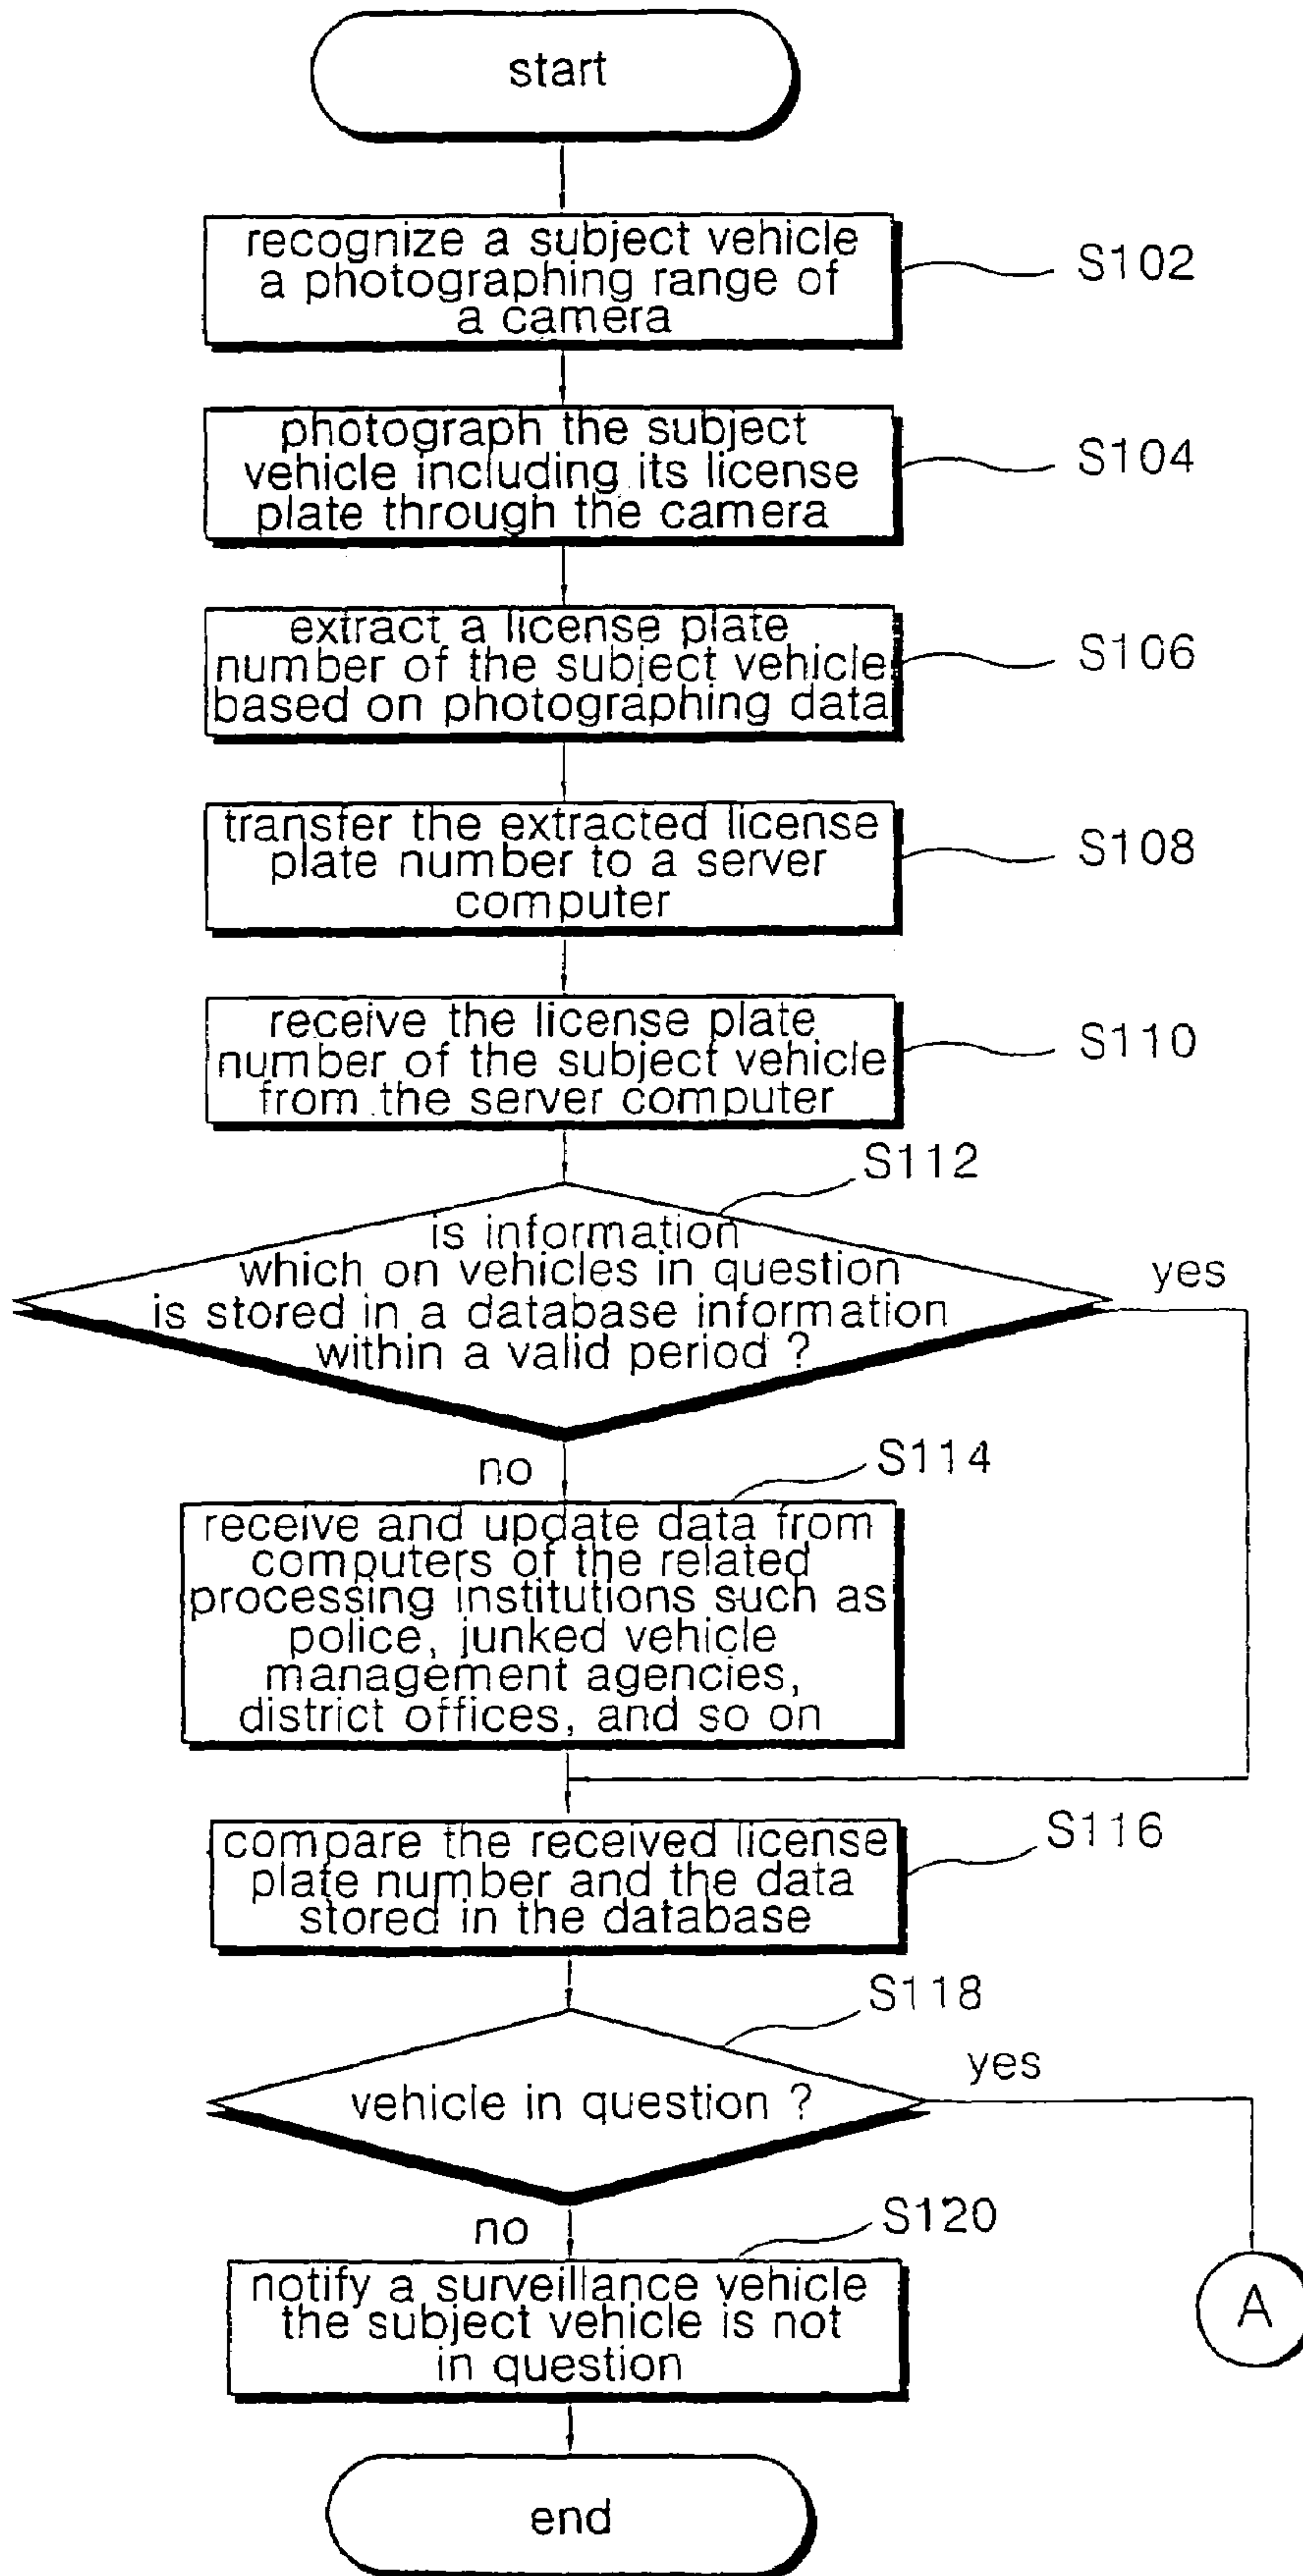 start
recognize a subject vehicle
a photographing range of
a camera
S102
photograph the subject
vehicle including its license
plate through the camera
S104
extract a license plate
number of the subject vehicle
based on photographing data
S106
transfer the extracted license
plate number to a server
computer
S108
receive the license plate
number of the subject vehicle
from the server computer
S110
S112
is information
which on vehicles in question
is stored in a database information
within a valid period ?
yes
no
S114
receive and update data from
computers of the related
processing institutions such as
police, junked vehicle
management agencies,
district offices, and so on
compare the received license
plate number and the data
stored in the database
S116
S118
vehicle in question ?
yes
no
S120
notify a surveillance vehicle
the subject vehicle is not
in question
A
end